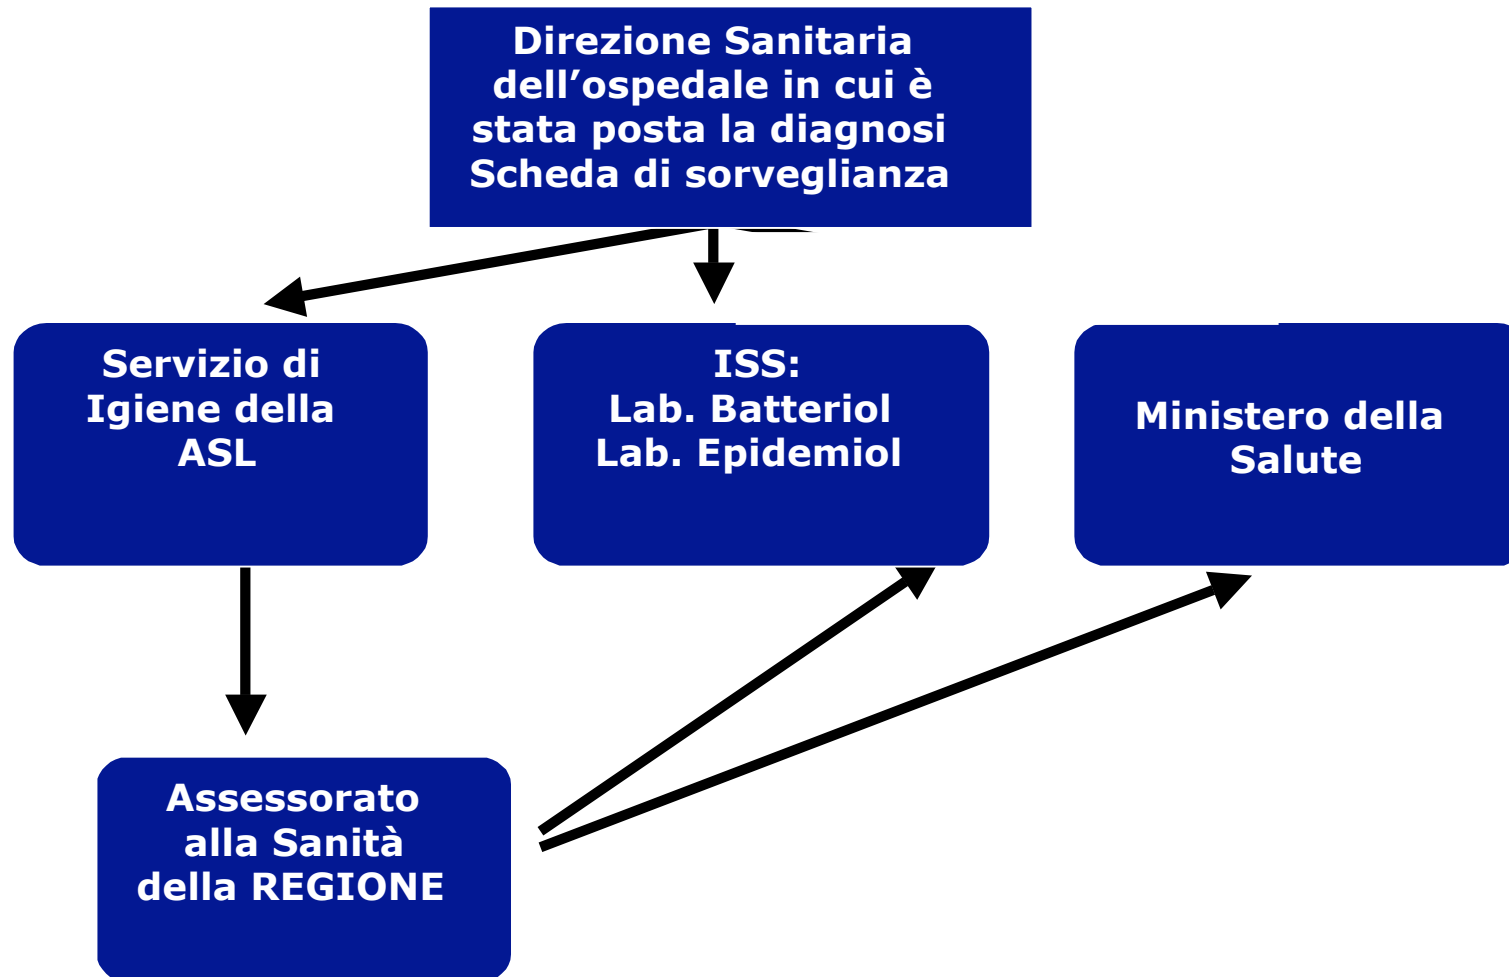 Direzione Sanitaria
dell’ospedale in cui è
stata posta la diagnosi
Scheda di sorveglianza
Servizio di
Igiene della
ASL
ISS:
Lab. Batteriol
Lab. Epidemiol
Ministero della
Salute
Assessorato
alla Sanità
della REGIONE